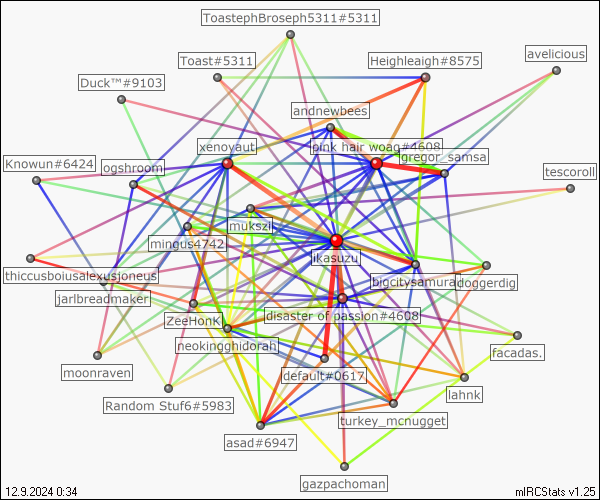 ToastephBroseph5311#5311
avelicious
Toast#5311
Heighleaigh#8575
Duck™#9103
andnewbees
xenoyaut
pink hair woag#4608
gregor_samsa
Knowun#6424
ogshroom
tescoroll
mukszi
mingus4742
ikasuzu
thiccusboiusalexusioneus
bigcitysamurai
doggerdig
jarlbreadmaker
ZeeHonK
disaster of passion#4608
neokingghidorah
facadas.
moonraven
default#0617
lahnk
Random Stuf6#5983
turkey_mcnugget
asad#6947
gazpachoman
12.9.2024 0:34
mIRCStats v1.25